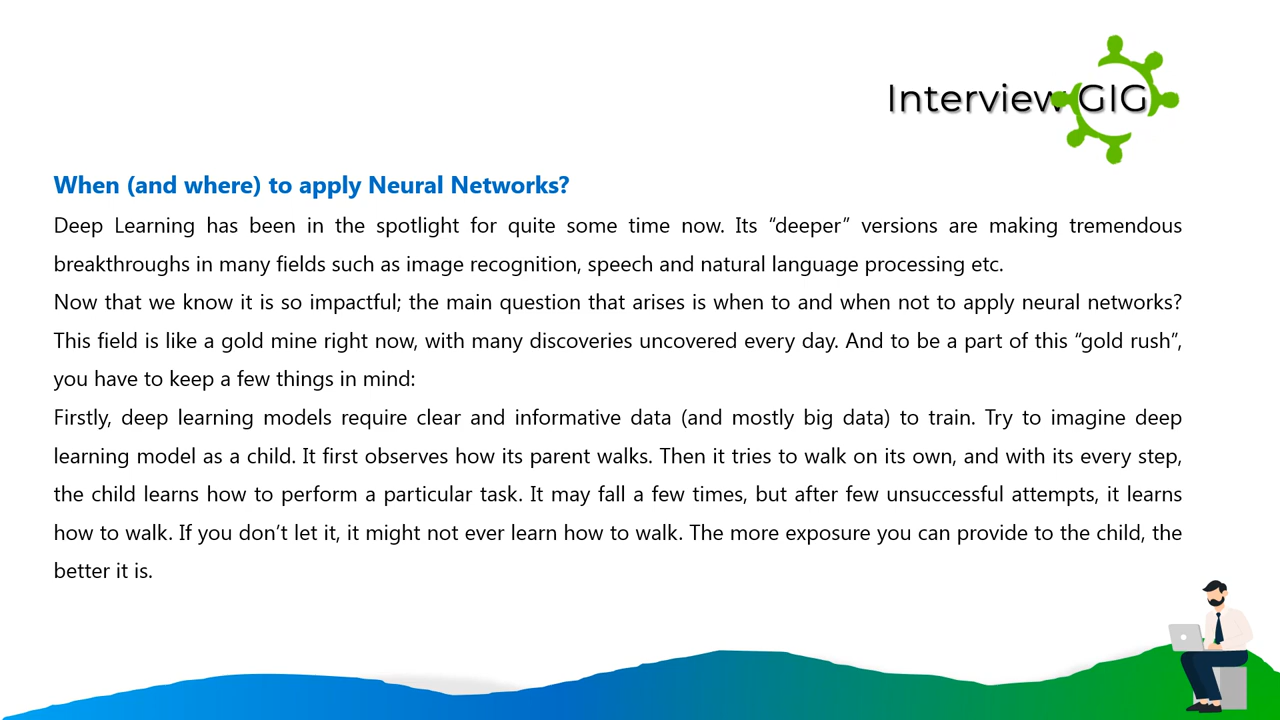 Interview GIG
When (and where) to apply Neural Networks?
Deep Learning has been in the spotlight for quite some time now. Its “deeper” versions are making tremendous
breakthroughs in many fields such as image recognition, speech and natural language processing etc.
Now that we know it is so impactful; the main question that arises is when to and when not to apply neural networks?
This field is like a gold mine right now, with many discoveries uncovered every day. And to be a part of this “gold rush”,
you have to keep a few things in mind:
Firstly, deep learning models require clear and informative data (and mostly big data) to train. Try to imagine deep
learning model as a child. It first observes how its parent walks. Then it tries to walk on its own, and with its every step,
the child learns how to perform a particular task. It may fall a few times, but after few unsuccessful attempts, it learns
how to walk. If you don’t let it, it might not ever learn how to walk. The more exposure you can provide to the child, the
better it is.